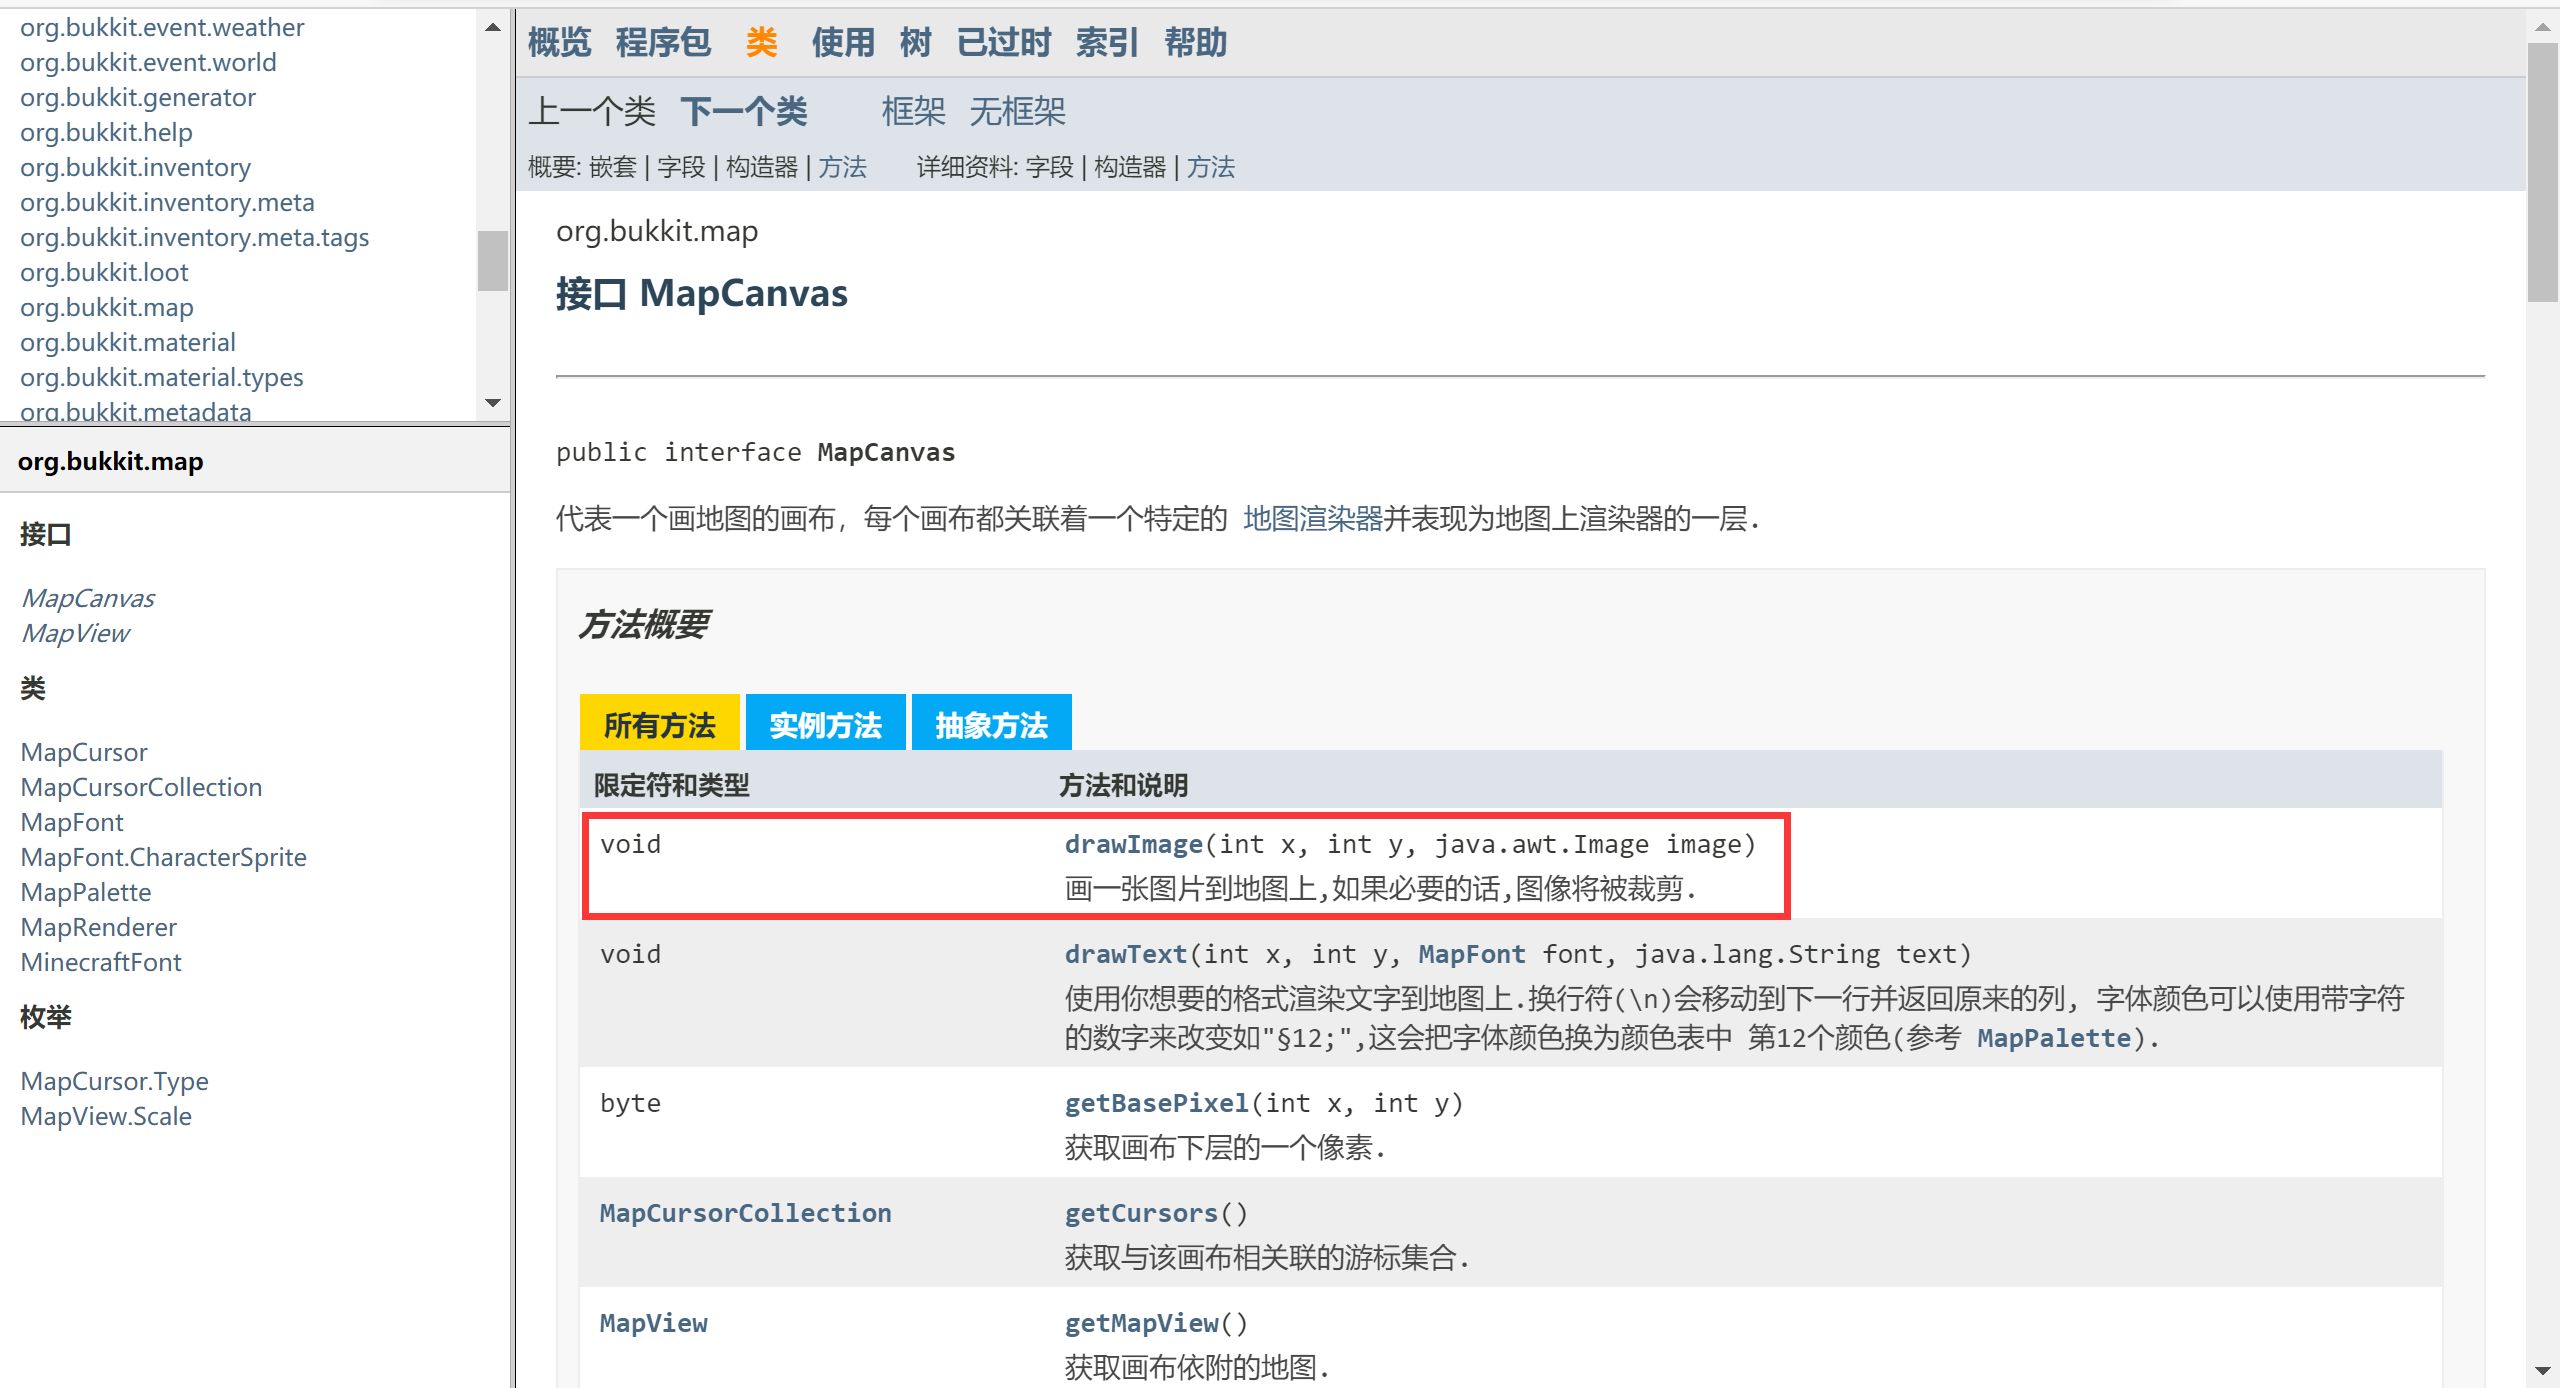 org.bukkit.event.weather
org.bukkit.event.world
org.bukkit.generator
org.bukkit.help
org.bukkit.inventory
org.bukkit.inventory.meta
org.bukkit.inventory.meta.tags
org.bukkit.loot
org.bukkit.map
org.bukkit.material
org.bukkit.material.types
org.bukkit.metadata
org.bukkit.map
接口
MapCanvas
MapView
类
MapCursor
MapCursorCollection
MapFont
MapFont.CharacterSprite
MapPalette
MapRenderer
MinecraftFont
枚举
MapCursor.Type
MapView.Scale
概览 程序包 类 使用 树 已过时 索引 帮助
上一个类 下一个类 框架 无框架
概要: 嵌套 | 字段 | 构造器 | 方法 详细资料: 字段 | 构造器 | 方法
org.bukkit.map
接口 MapCanvas
public interface MapCanvas
代表一个画地图的画布，每个画布都关联着一个特定的 地图渲染器并表现为地图上渲染器的一层.
方法概要
所有方法 实例方法 抽象方法
限定符和类型 方法和说明
void drawImage(int x, int y, java.awt.Image image)
画一张图片到地图上,如果必要的话,图像将被裁剪.
void drawText(int x, int y, MapFont font, java.lang.String text)
使用你想要的格式渲染文字到地图上.换行符(\n)会移动到下一行并返回原来的列, 字体颜色可以使用带字符
的数字来改变如"§12;",这会把字体颜色换为颜色表中 第12个颜色(参考 MapPalette).
byte getBasePixel(int x, int y)
获取画布下层的一个像素.
MapCursorCollection getCursors()
获取与该画布相关联的游标集合.
MapView getMapView()
获取画布依附的地图.